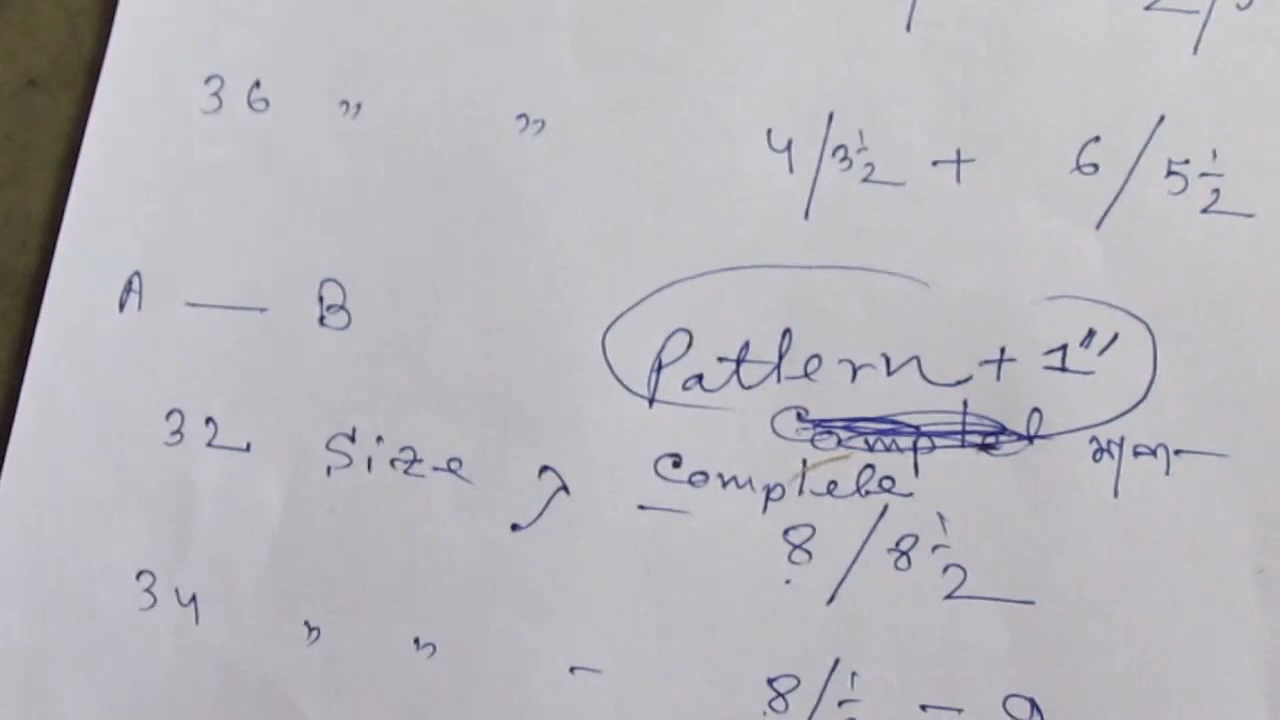 36 " " 4/3½ + 6/5½
A — B Pattern + 1"
32 Size, — Complete
8/8½
34 " " -